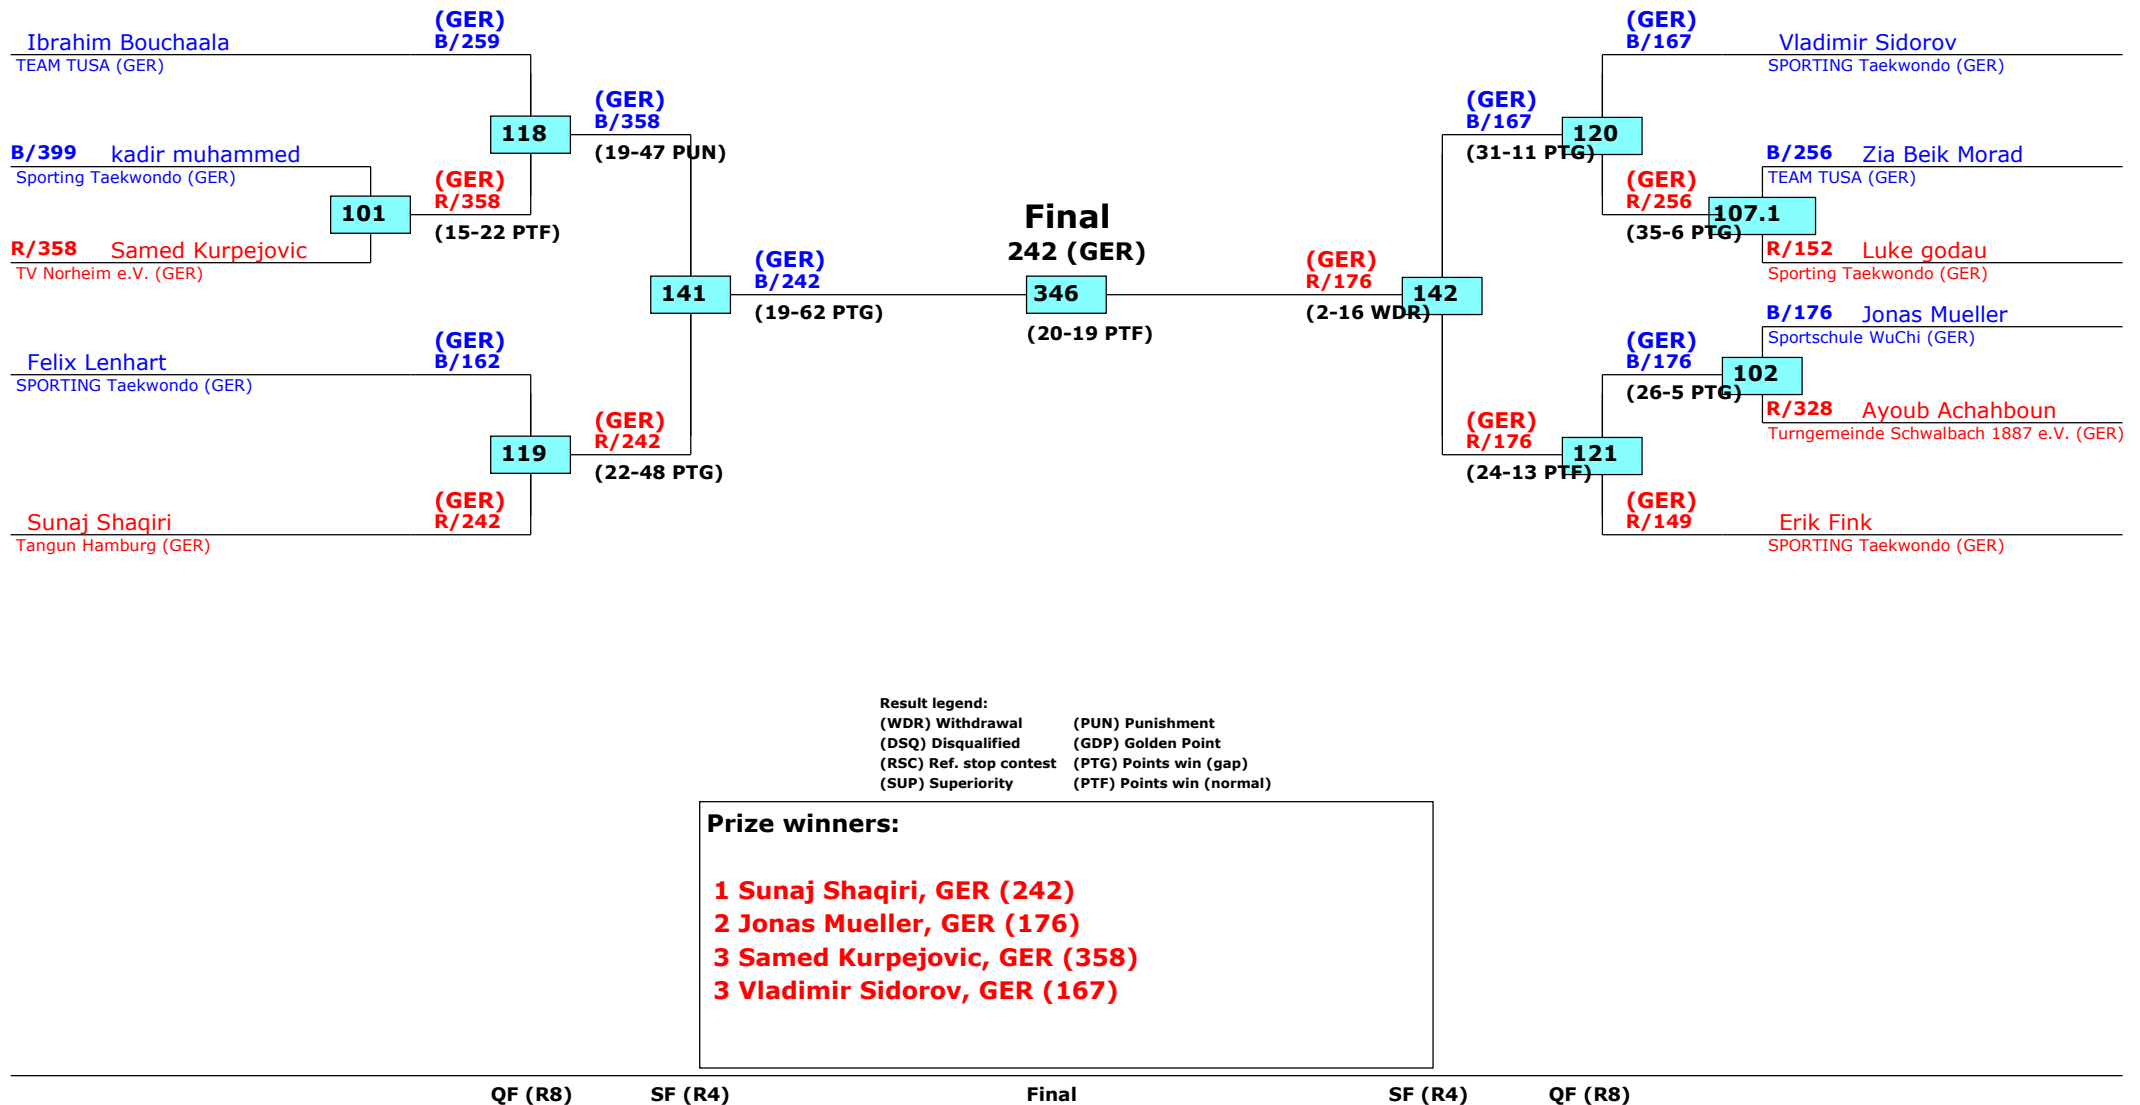 (GER)
B/259
Ibrahim Bouchaala
TEAM TUSA (GER)
(GER)
B/358
118
(19-47 PUN)
B/399 kadir muhammed
Sporting Taekwondo (GER)
(GER)
R/358
101
(15-22 PTF)
R/358 Samed Kurpejovic
TV Norheim e.V. (GER)
(GER)
B/242
141
(19-62 PTG)
(GER)
B/162
Felix Lenhart
SPORTING Taekwondo (GER)
(GER)
R/242
119
(22-48 PTG)
(GER)
R/242
Sunaj Shaqiri
Tangun Hamburg (GER)
Final
242 (GER)
346
(20-19 PTF)
(GER)
B/167
Vladimir Sidorov
SPORTING Taekwondo (GER)
(GER)
B/167
120
(31-11 PTG)
B/256 Zia Beik Morad
TEAM TUSA (GER)
(GER)
R/256
107.1
(35-6 PTG)
R/152 Luke godau
Sporting Taekwondo (GER)
(GER)
R/176
142
(2-16 WDR)
B/176 Jonas Mueller
Sportschule WuChi (GER)
(GER)
B/176
102
(26-5 PTG)
R/328 Ayoub Achahboun
Turngemeinde Schwalbach 1887 e.V. (GER)
(GER)
R/176
121
(24-13 PTF)
(GER)
R/149
Erik Fink
SPORTING Taekwondo (GER)
Result legend:
(WDR) Withdrawal (PUN) Punishment
(DSQ) Disqualified (GDP) Golden Point
(RSC) Ref. stop contest (PTG) Points win (gap)
(SUP) Superiority (PTF) Points win (normal)
Prize winners:
1 Sunaj Shaqiri, GER (242)
2 Jonas Mueller, GER (176)
3 Samed Kurpejovic, GER (358)
3 Vladimir Sidorov, GER (167)
QF (R8) SF (R4) Final SF (R4) QF (R8)